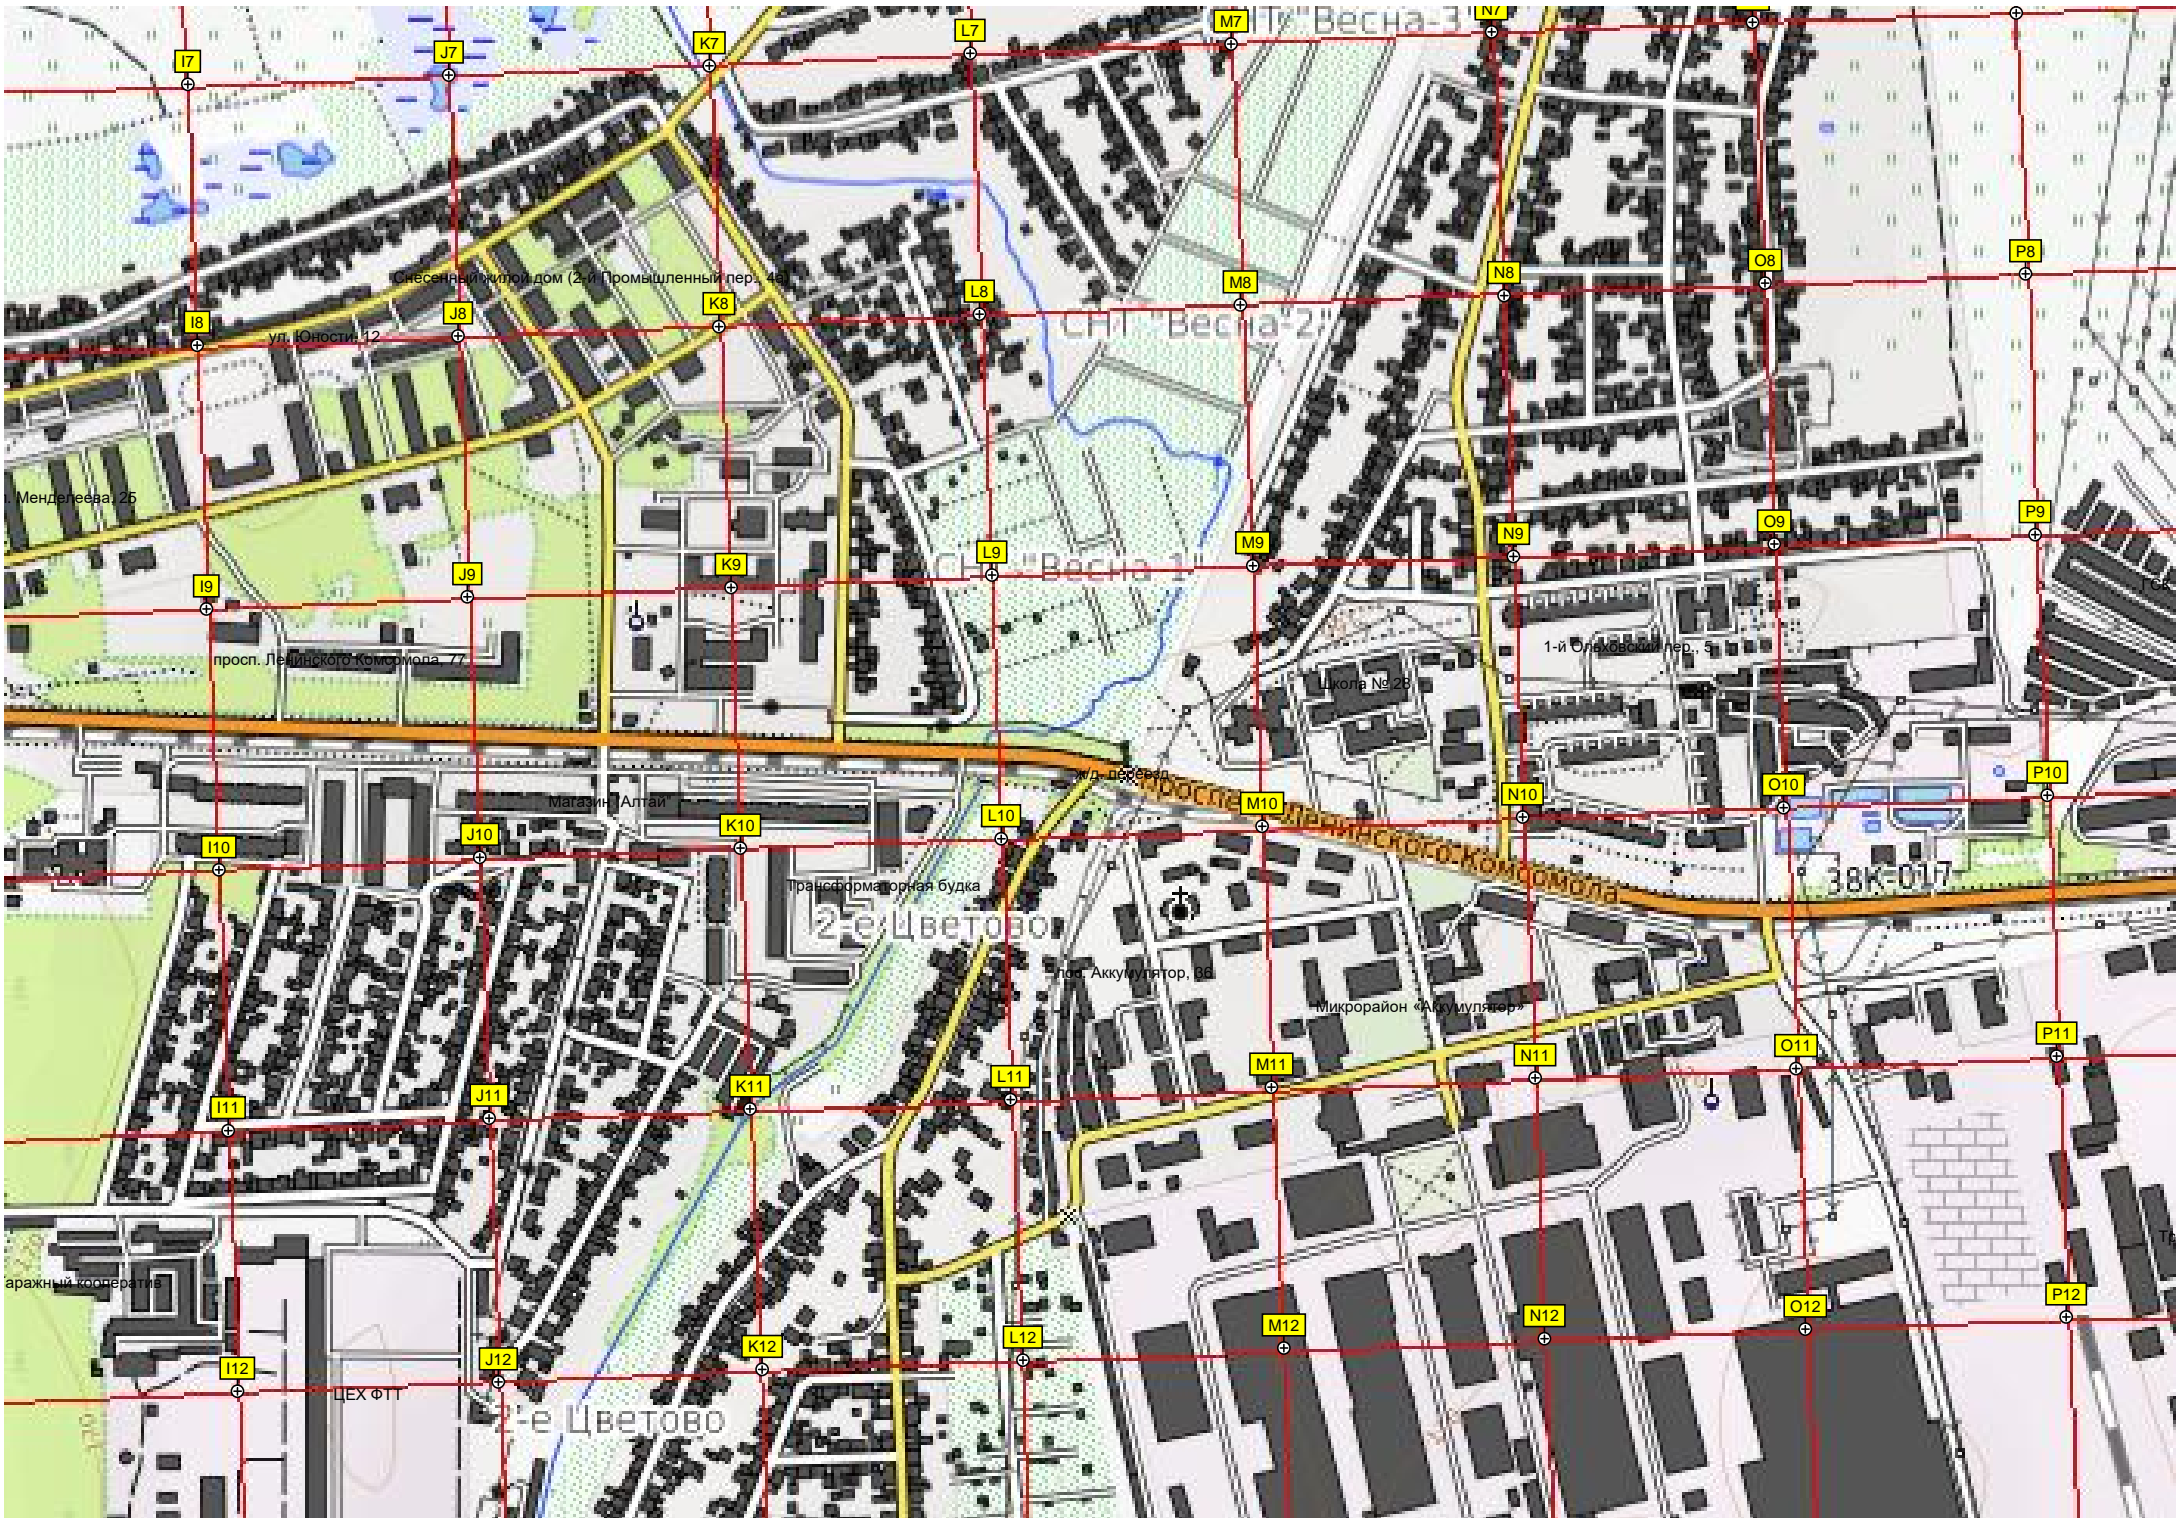 I7
J7
K7
L7
M7
"Весна-3"
N7
I8
J8
K8
L8
M8
N8
O8
P8
Снесенный жилой дом (2-й Промышленный пер., 4а)
ул. Юности, 12
СНТ "Весна-2"
Менделеева, 25
I9
J9
K9
L9
M9
N9
O9
P9
СНТ "Весна-1"
ГСК
1-й Ольховский пер., 5
просп. Ленинского Комсомола, 77
Школа № 28
ж/д переезд
проспект Ленинского Комсомола
Магазин "Алтай"
I10
J10
K10
L10
M10
N10
O10
P10
38К-017
Трансформаторная будка
2-е Цветово
пос. Аккумулятор, 36
Микрорайон «Аккумулятор»
I11
J11
K11
L11
M11
N11
O11
P11
Гаражный кооператив
I12
J12
K12
L12
M12
N12
O12
P12
ЦЕХ ФТТ
2-е Цветово